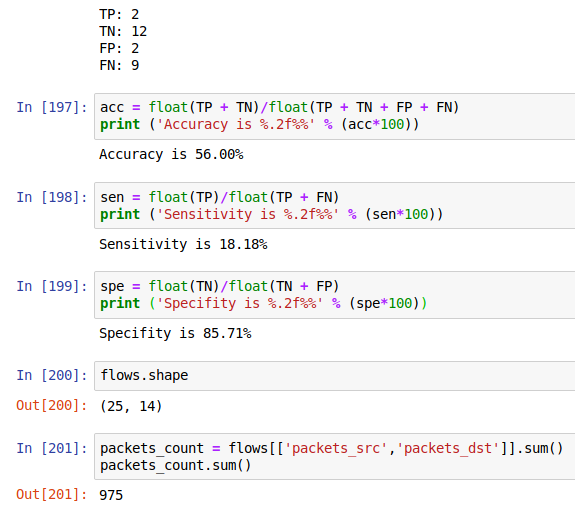 TP: 2
TN: 12
FP: 2
FN: 9
In [197]: acc = float(TP + TN)/float(TP + TN + FP + FN)
print ('Accuracy is %.2f%%' % (acc*100))
Accuracy is 56.00%
In [198]: sen = float(TP)/float(TP + FN)
print ('Sensitivity is %.2f%%' % (sen*100))
Sensitivity is 18.18%
In [199]: spe = float(TN)/float(TN + FP)
print ('Specifity is %.2f%%' % (spe*100))
Specifity is 85.71%
In [200]: flows.shape
Out[200]: (25, 14)
In [201]: packets_count = flows[['packets_src','packets_dst']].sum()
packets_count.sum()
Out[201]: 975